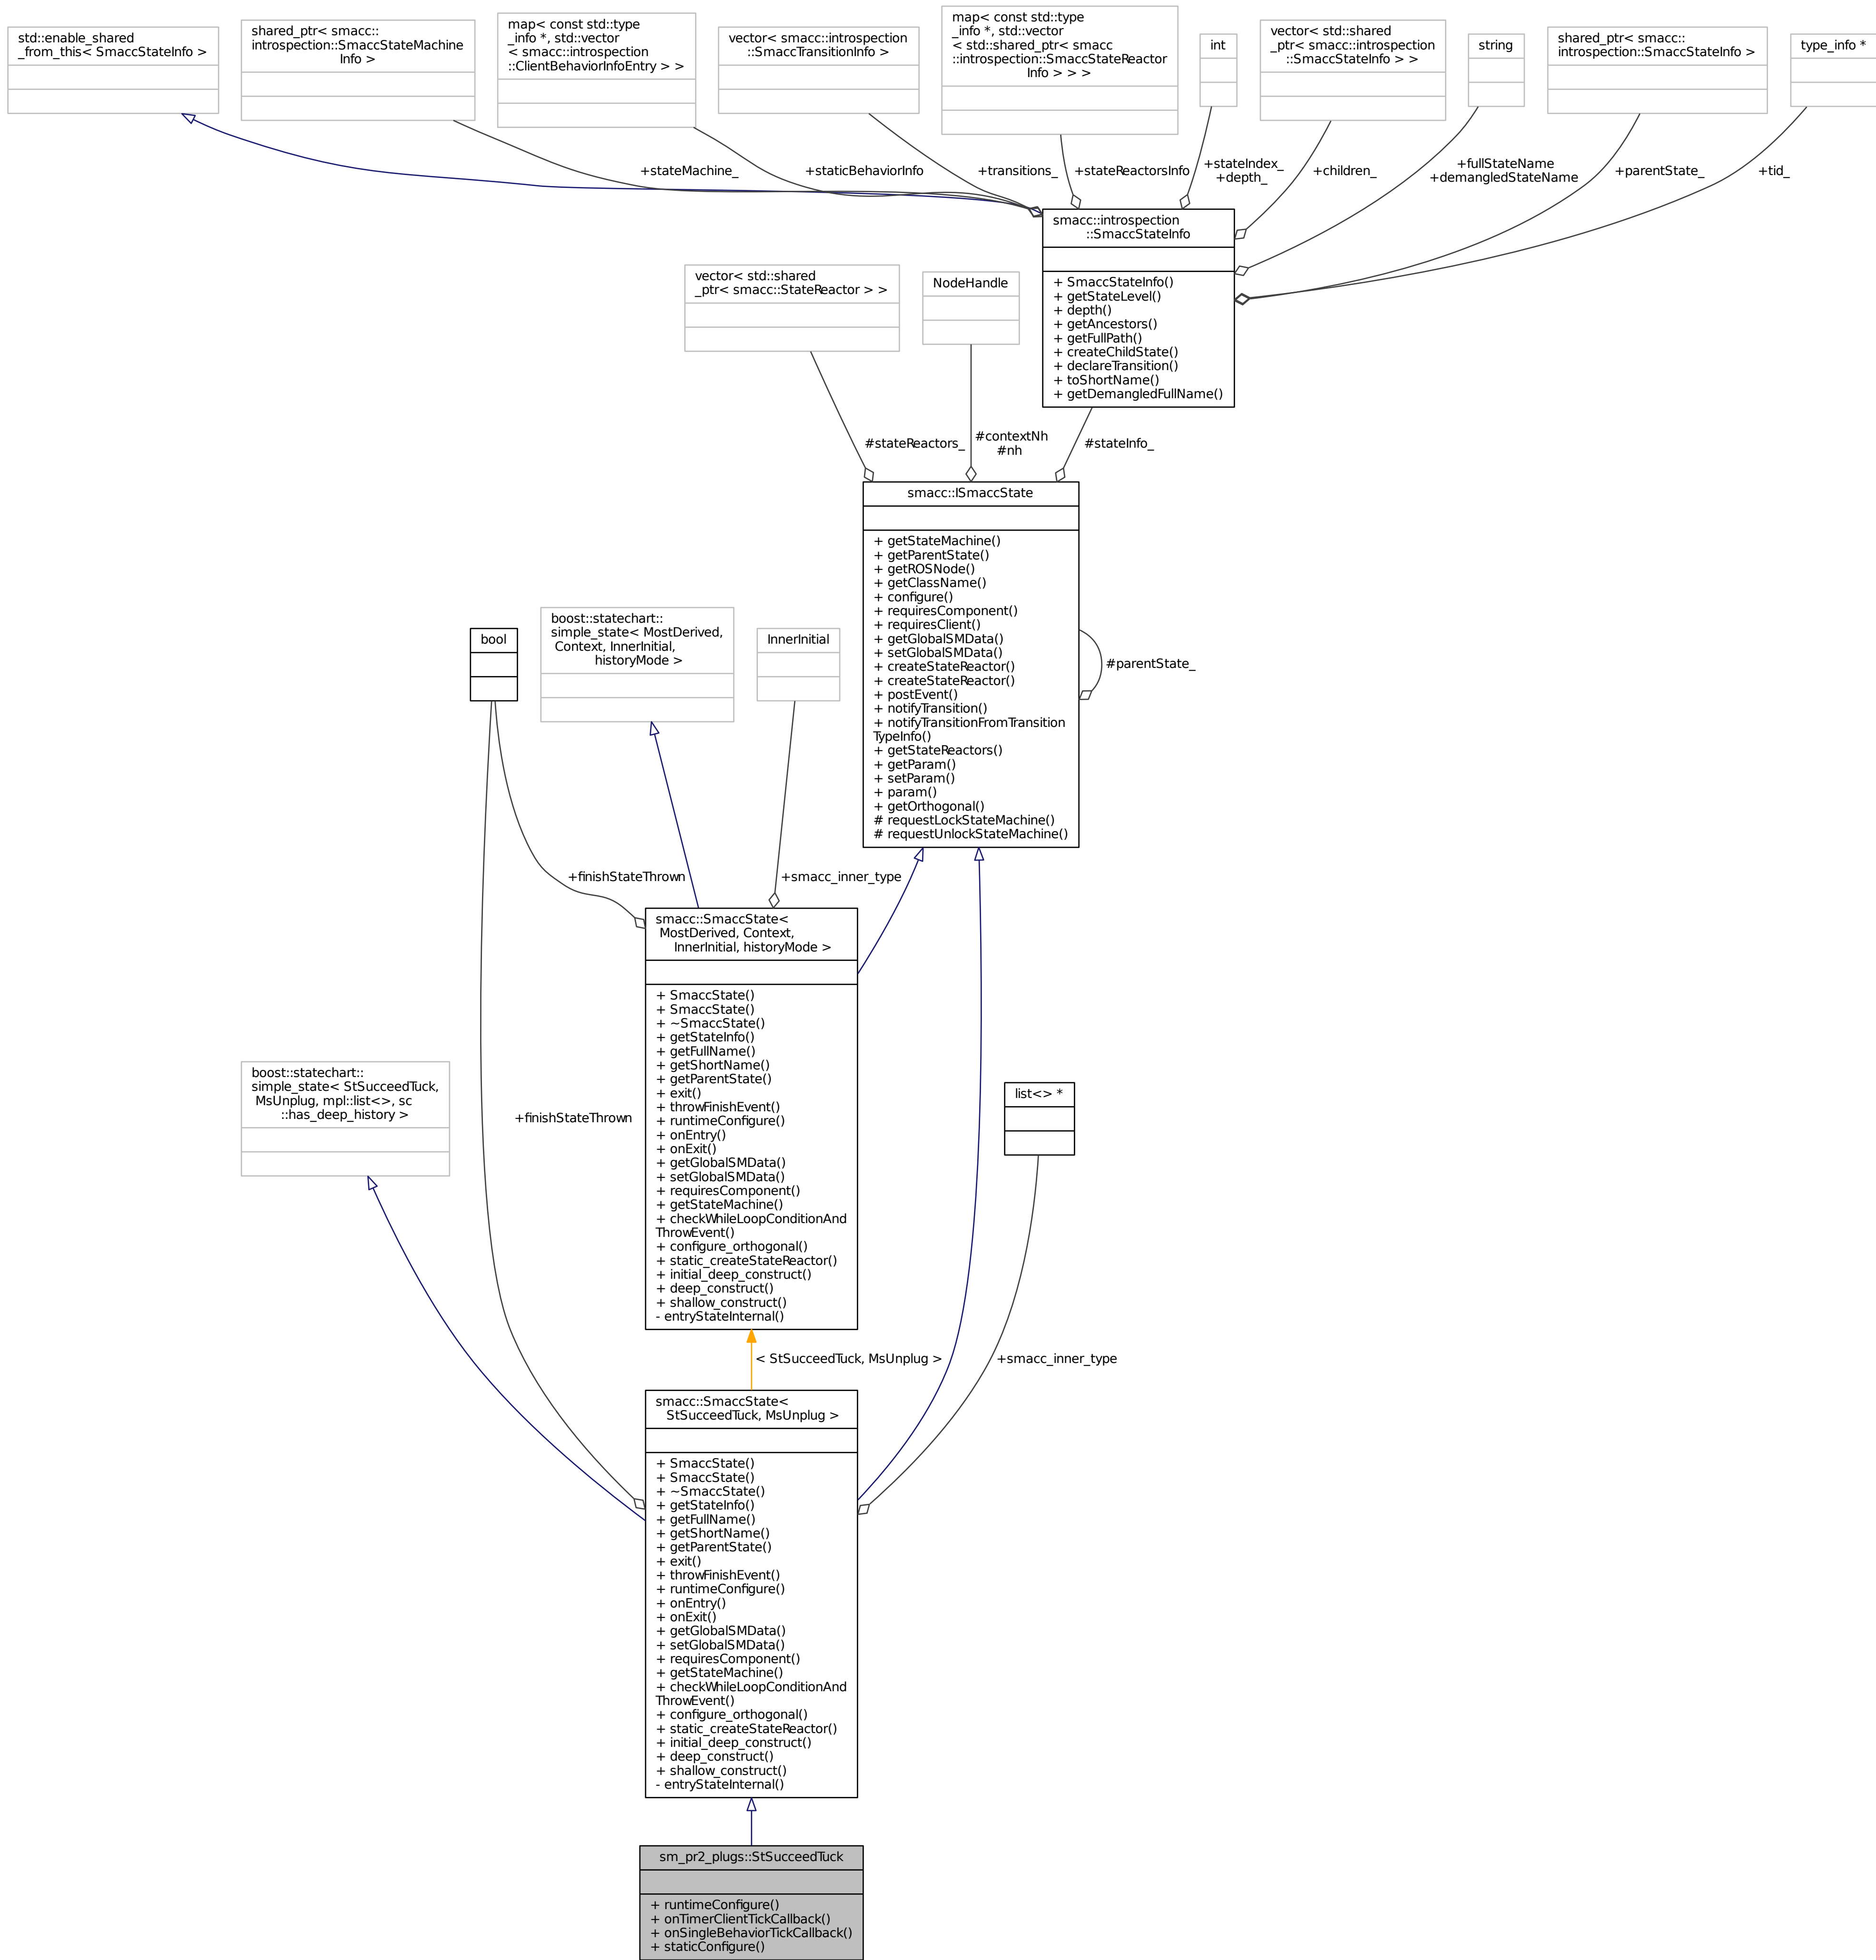 std::enable_shared
_from_this< SmaccStateInfo >
shared_ptr< smacc::
introspection::SmaccStateMachine
Info >
map< const std::type
_info *, std::vector
< smacc::introspection
::ClientBehaviorInfoEntry > >
vector< smacc::introspection
::SmaccTransitionInfo >
map< const std::type
_info *, std::vector
< std::shared_ptr< smacc
::introspection::SmaccStateReactor
Info > > >
int
vector< std::shared
_ptr< smacc::introspection
::SmaccStateInfo > >
string
shared_ptr< smacc::
introspection::SmaccStateInfo >
type_info *
+stateMachine_
+staticBehaviorInfo
+transitions_
+stateReactorsInfo
+stateIndex_
+depth_
+children_
+fullStateName
+demangledStateName
+parentState_
+tid_
smacc::introspection
::SmaccStateInfo
+ SmaccStateInfo()
+ getStateLevel()
+ depth()
+ getAncestors()
+ getFullPath()
+ createChildState()
+ declareTransition()
+ toShortName()
+ getDemangledFullName()
vector< std::shared
_ptr< smacc::StateReactor > >
NodeHandle
#stateReactors_
#contextNh
#nh
#stateInfo_
smacc::ISmaccState
+ getStateMachine()
+ getParentState()
+ getROSNode()
+ getClassName()
+ configure()
+ requiresComponent()
+ requiresClient()
+ getGlobalSMData()
+ setGlobalSMData()
+ createStateReactor()
+ createStateReactor()
+ postEvent()
+ notifyTransition()
+ notifyTransitionFromTransition
TypeInfo()
+ getStateReactors()
+ getParam()
+ setParam()
+ param()
+ getOrthogonal()
# requestLockStateMachine()
# requestUnlockStateMachine()
#parentState_
bool
boost::statechart::
simple_state< MostDerived,
Context, InnerInitial,
historyMode >
InnerInitial
+finishStateThrown
+smacc_inner_type
smacc::SmaccState<
MostDerived, Context,
InnerInitial, historyMode >
+ SmaccState()
+ SmaccState()
+ ~SmaccState()
+ getStateInfo()
+ getFullName()
+ getShortName()
+ getParentState()
+ exit()
+ throwFinishEvent()
+ runtimeConfigure()
+ onEntry()
+ onExit()
+ getGlobalSMData()
+ setGlobalSMData()
+ requiresComponent()
+ getStateMachine()
+ checkWhileLoopConditionAnd
ThrowEvent()
+ configure_orthogonal()
+ static_createStateReactor()
+ initial_deep_construct()
+ deep_construct()
+ shallow_construct()
- entryStateInternal()
boost::statechart::
simple_state< StSucceedTuck,
MsUnplug, mpl::list<>, sc
::has_deep_history >
+finishStateThrown
list<> *
< StSucceedTuck, MsUnplug >
+smacc_inner_type
smacc::SmaccState<
StSucceedTuck, MsUnplug >
+ SmaccState()
+ SmaccState()
+ ~SmaccState()
+ getStateInfo()
+ getFullName()
+ getShortName()
+ getParentState()
+ exit()
+ throwFinishEvent()
+ runtimeConfigure()
+ onEntry()
+ onExit()
+ getGlobalSMData()
+ setGlobalSMData()
+ requiresComponent()
+ getStateMachine()
+ checkWhileLoopConditionAnd
ThrowEvent()
+ configure_orthogonal()
+ static_createStateReactor()
+ initial_deep_construct()
+ deep_construct()
+ shallow_construct()
- entryStateInternal()
sm_pr2_plugs::StSucceedTuck
+ runtimeConfigure()
+ onTimerClientTickCallback()
+ onSingleBehaviorTickCallback()
+ staticConfigure()